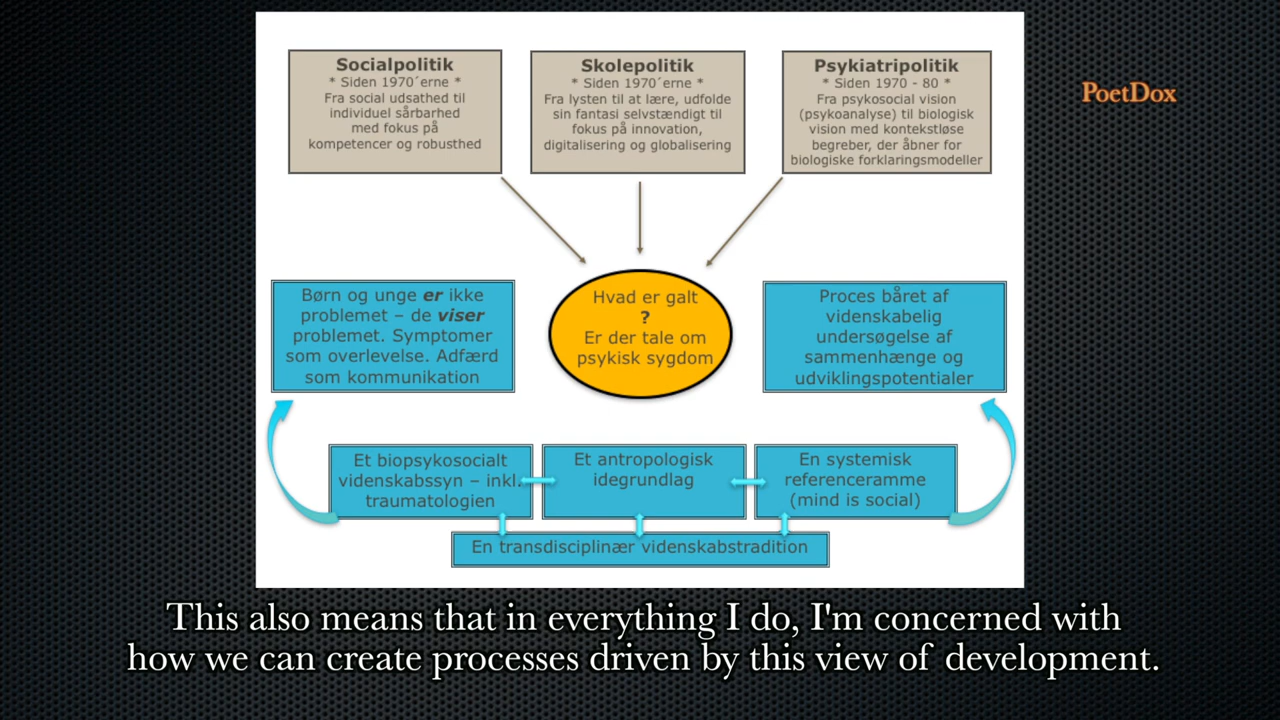 Socialpolitik
* Siden 1970´erne *
Fra social udsathed til
individuel sårbarhed
med fokus på
kompetencer og robusthed
Skolepolitik
* Siden 1970´erne *
Fra lysten til at lære, udfolde
sin fantasi selvstændigt til
fokus på innovation,
digitalisering og globalisering
Psykiatripolitik
* Siden 1970 - 80 *
Fra psykosocial vision
(psykoanalyse) til biologisk
vision med kontekstløse
begreber, der åbner for
biologiske forklaringsmodeller
PoetDox
Børn og unge er ikke
problemet – de viser
problemet. Symptomer
som overlevelse. Adfærd
som kommunikation
Hvad er galt
?
Er der tale om
psykisk sygdom
Proces båret af
videnskabelig
undersøgelse af
sammenhænge og
udviklingspotentialer
Et biopsykosocialt
videnskabssyn – inkl.
traumatologien
Et antropologisk
idegrundlag
En systemisk
referenceramme
(mind is social)
En transdisciplinær videnskabstradition
This also means that in everything I do, I'm concerned with
how we can create processes driven by this view of development.